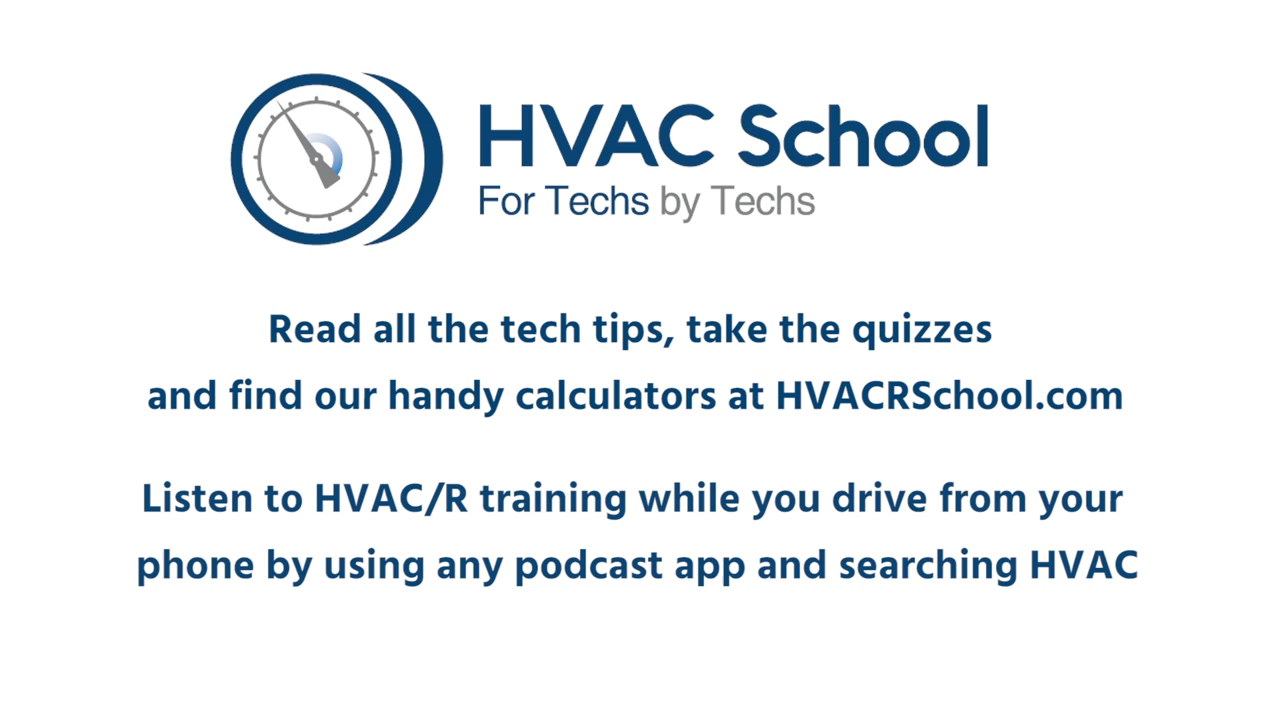 HVAC School
For Techs by Techs
Read all the tech tips, take the quizzes
and find our handy calculators at HVACRSchool.com
Listen to HVAC/R training while you drive from your
phone by using any podcast app and searching HVAC